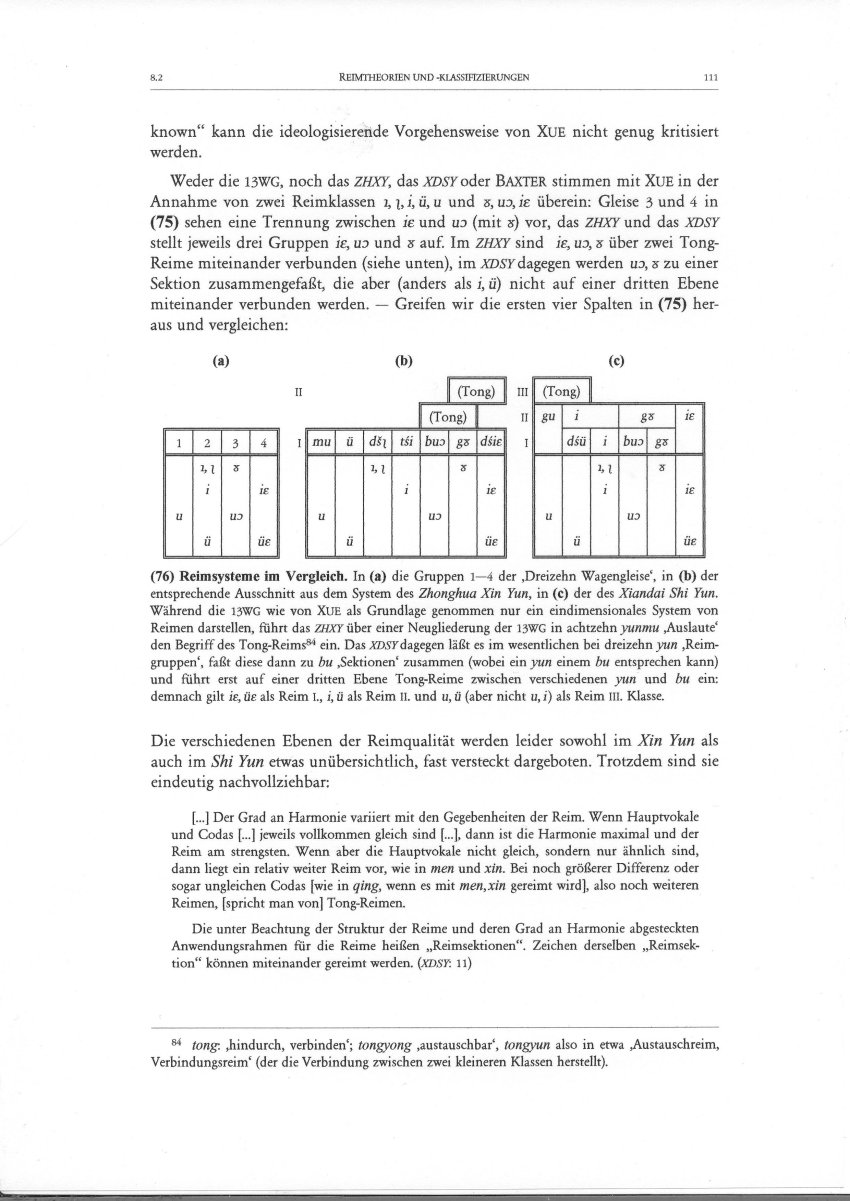 8.2 REIMTHEORIEN UND -KLASSIFIZIERUNGEN 111
known“ kann die ideologisierende Vorgehensweise von XUE nicht genug kritisiert
werden.
Weder die 13WG, noch das ZHXY, das XDSY oder BAXTER stimmen mit XUE in der
Annahme von zwei Reimklassen ɿ, ʅ, i, ü, u und ɤ, uɔ, iɛ überein: Gleise 3 und 4 in
(75) sehen eine Trennung zwischen iɛ und uɔ (mit ɤ) vor, das ZHXY und das XDSY
stellt jeweils drei Gruppen iɛ, uɔ und ɤ auf. Im ZHXY sind iɛ, uɔ, ɤ über zwei Tong-
Reime miteinander verbunden (siehe unten), im XDSY dagegen werden uɔ, ɤ zu einer
Sektion zusammengefaßt, die aber (anders als i, ü) nicht auf einer dritten Ebene
miteinander verbunden werden. — Greifen wir die ersten vier Spalten in (75) her-
aus und vergleichen:
(a) (b) (c)
II (Tong) III (Tong)
(Tong) II gu i gɤ iɛ
1 2 3 4 I mu ü dšʅ tśi buɔ gɤ dśiɛ I dśü i buɔ gɤ
ɿ, ʅ ɤ ɿ, ʅ ɤ ɿ, ʅ ɤ
i iɛ i iɛ i iɛ
u uɔ u uɔ u uɔ
ü üɛ ü üɛ ü üɛ
(76) Reimsysteme im Vergleich. In (a) die Gruppen 1—4 der ‚Dreizehn Wagengleise‘, in (b) der
entsprechende Ausschnitt aus dem System des Zhonghua Xin Yun, in (c) der des Xiandai Shi Yun.
Während die 13WG wie von XUE als Grundlage genommen nur ein eindimensionales System von
Reimen darstellen, führt das ZHXY über einer Neugliederung der 13WG in achtzehn yunmu ‚Auslaute‘
den Begriff des Tong-Reims⁸⁴ ein. Das XDSY dagegen läßt es im wesentlichen bei dreizehn yun ‚Reim-
gruppen‘, faßt diese dann zu bu ‚Sektionen‘ zusammen (wobei ein yun einem bu entsprechen kann)
und führt erst auf einer dritten Ebene Tong-Reime zwischen verschiedenen yun und bu ein:
demnach gilt iɛ, üɛ als Reim I., i, ü als Reim II. und u, ü (aber nicht u, i) als Reim III. Klasse.
Die verschiedenen Ebenen der Reimqualität werden leider sowohl im Xin Yun als
auch im Shi Yun etwas unübersichtlich, fast versteckt dargeboten. Trotzdem sind sie
eindeutig nachvollziehbar:
[...] Der Grad an Harmonie variiert mit den Gegebenheiten der Reim. Wenn Hauptvokale
und Codas [...] jeweils vollkommen gleich sind [...], dann ist die Harmonie maximal und der
Reim am strengsten. Wenn aber die Hauptvokale nicht gleich, sondern nur ähnlich sind,
dann liegt ein relativ weiter Reim vor, wie in men und xin. Bei noch größerer Differenz oder
sogar ungleichen Codas [wie in qing, wenn es mit men, xin gereimt wird], also noch weiteren
Reimen, [spricht man von] Tong-Reimen.
Die unter Beachtung der Struktur der Reime und deren Grad an Harmonie abgesteckten
Anwendungsrahmen für die Reime heißen „Reimsektionen“. Zeichen derselben „Reimsek-
tion“ können miteinander gereimt werden. (XDSY: 11)
⁸⁴ tong: ‚hindurch, verbinden‘; tongyong ‚austauschbar‘, tongyun also in etwa ‚Austauschreim,
Verbindungsreim‘ (der die Verbindung zwischen zwei kleineren Klassen herstellt).